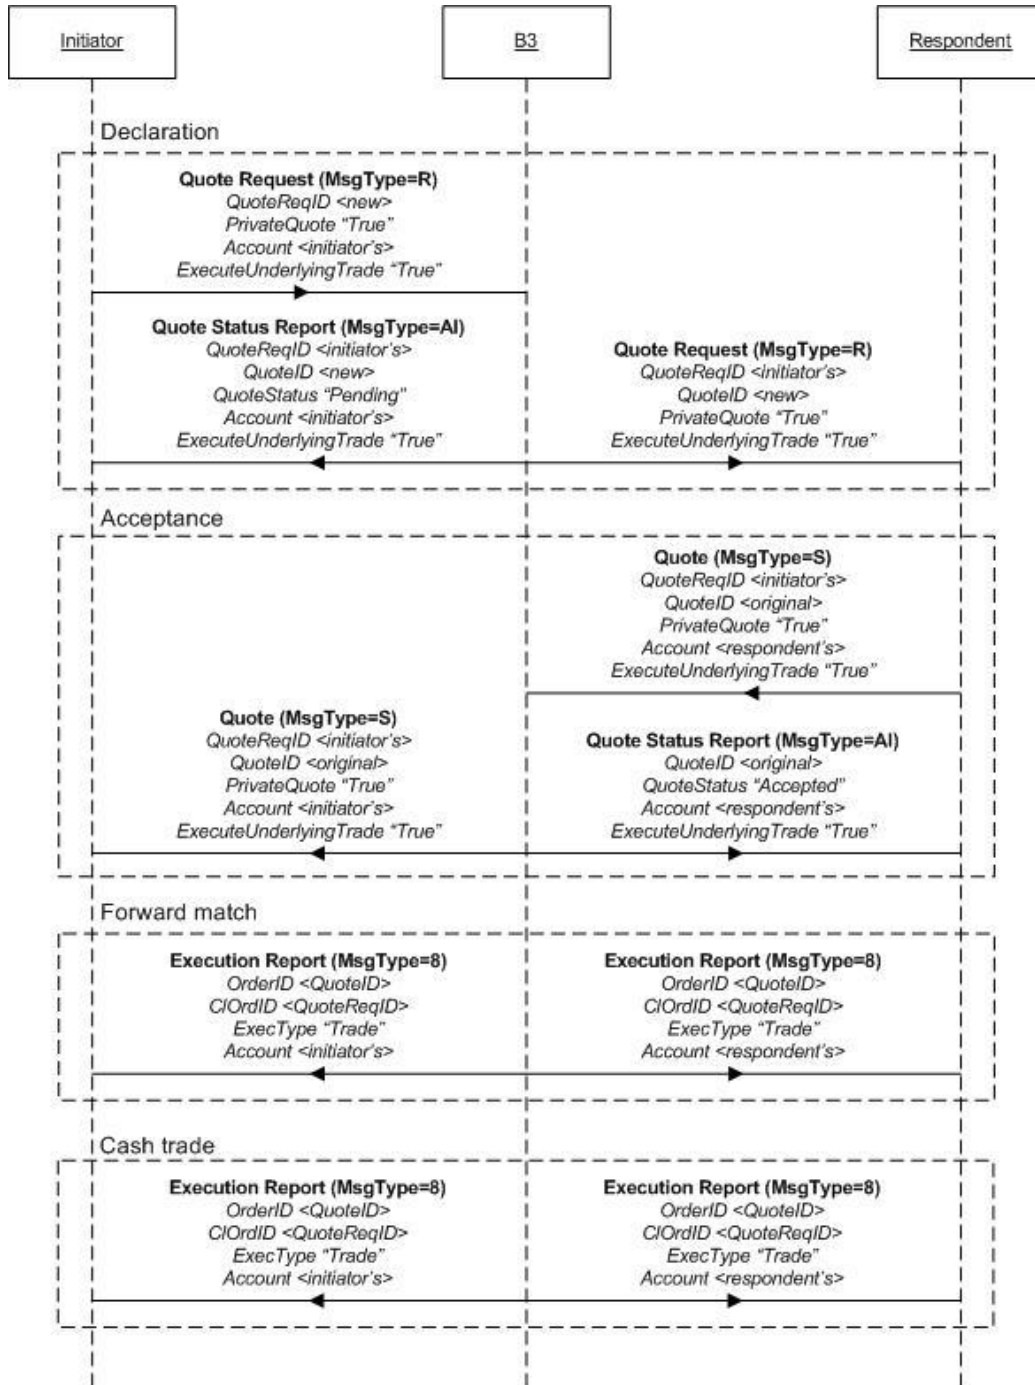 Initiator
B3
Respondent
Declaration
Quote Request (MsgType=R)
QuoteReqID <new>
PrivateQuote “True”
Account <initiator’s>
ExecuteUnderlyingTrade “True”
Quote Status Report (MsgType=AI)
QuoteReqID <initiator’s>
QuoteID <new>
QuoteStatus “Pending”
Account <initiator’s>
ExecuteUnderlyingTrade “True”
Quote Request (MsgType=R)
QuoteReqID <initiator’s>
QuoteID <new>
PrivateQuote “True”
ExecuteUnderlyingTrade “True”
Acceptance
Quote (MsgType=S)
QuoteReqID <initiator’s>
QuoteID <original>
PrivateQuote “True”
Account <respondent’s>
ExecuteUnderlyingTrade “True”
Quote (MsgType=S)
QuoteReqID <initiator’s>
QuoteID <original>
PrivateQuote “True”
Account <initiator’s>
ExecuteUnderlyingTrade “True”
Quote Status Report (MsgType=AI)
QuoteID <original>
QuoteStatus “Accepted”
Account <respondent’s>
ExecuteUnderlyingTrade “True”
Forward match
Execution Report (MsgType=8)
OrderID <QuoteID>
ClOrdID <QuoteReqID>
ExecType “Trade”
Account <initiator’s>
Execution Report (MsgType=8)
OrderID <QuoteID>
ClOrdID <QuoteReqID>
ExecType “Trade”
Account <respondent’s>
Cash trade
Execution Report (MsgType=8)
OrderID <QuoteID>
ClOrdID <QuoteReqID>
ExecType “Trade”
Account <initiator’s>
Execution Report (MsgType=8)
OrderID <QuoteID>
ClOrdID <QuoteReqID>
ExecType “Trade”
Account <respondent’s>